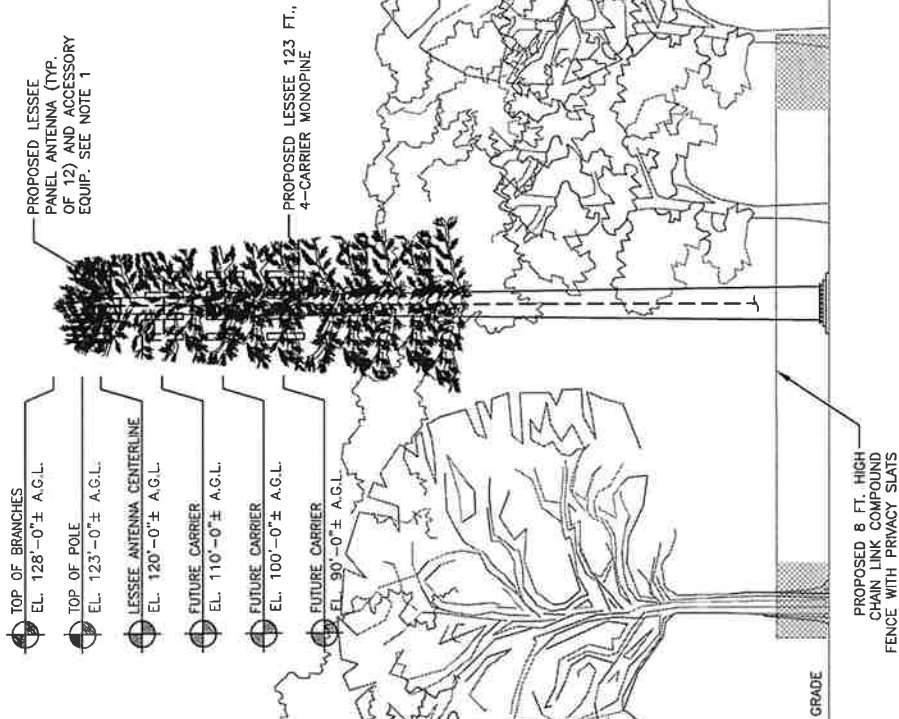 TOP OF BRANCHES
EL. 128'-0"± A.G.L.
TOP OF POLE
EL. 123'-0"± A.G.L.
LESSEE ANTENNA CENTERLINE
EL. 120'-0"± A.G.L.
FUTURE CARRIER
EL. 110'-0"± A.G.L.
FUTURE CARRIER
EL. 100'-0"± A.G.L.
FUTURE CARRIER
EL. 90'-0"± A.G.L.
PROPOSED LESSEE
PANEL ANTENNA (TYP.
OF 12) AND ACCESSORY
EQUIP. SEE NOTE 1
PROPOSED LESSEE 123 FT.,
4-CARRIER MONOPINE
GRADE
PROPOSED 8 FT. HIGH
CHAIN LINK COMPOUND
FENCE WITH PRIVACY SLATS